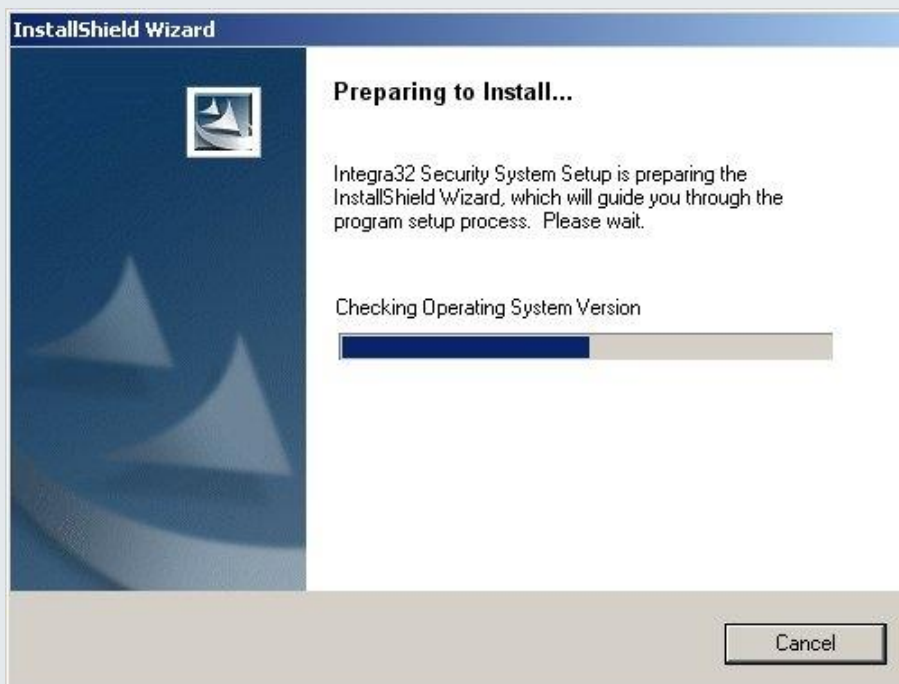 InstallShield Wizard
Preparing to Install...
Integra32 Security System Setup is preparing the
InstallShield Wizard, which will guide you through the
program setup process.  Please wait.
Checking Operating System Version
Cancel